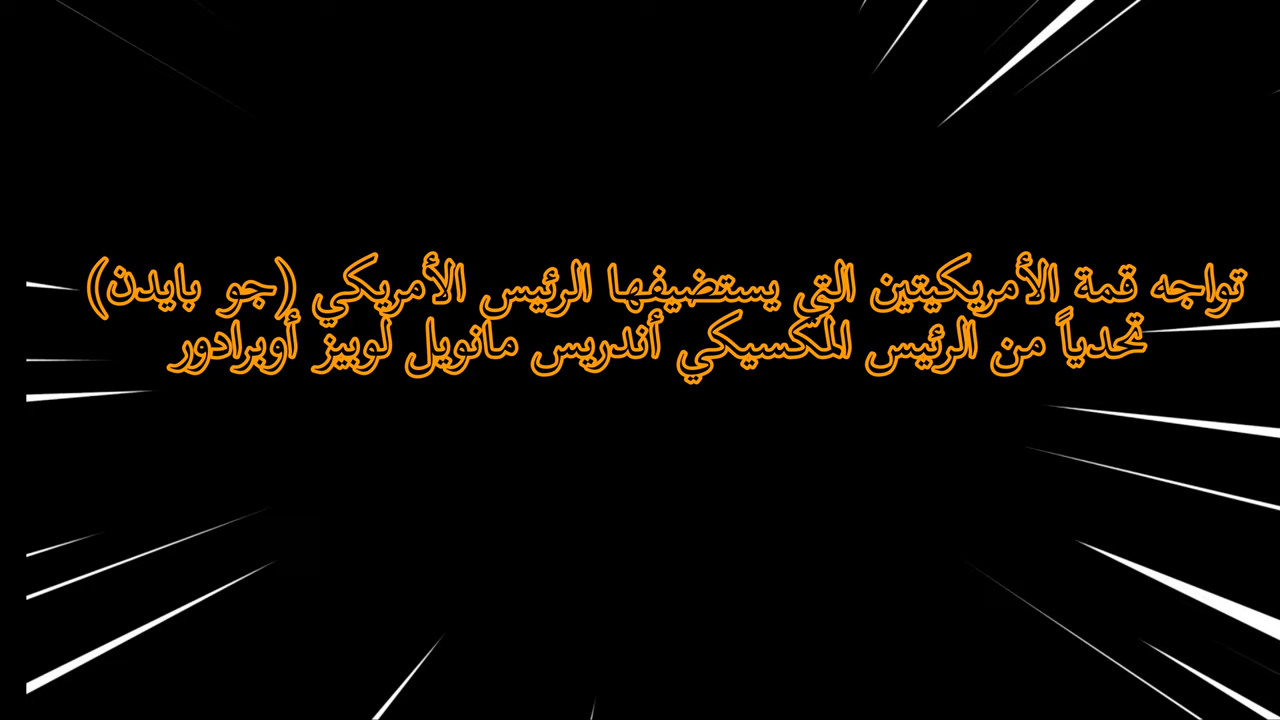 تواجه قمة الأمريكيتين التي يستضيفها الرئيس الأمريكي (جو بايدن)
تحدياً من الرئيس المكسيكي أندريس مانويل لوبيز أوبرادور